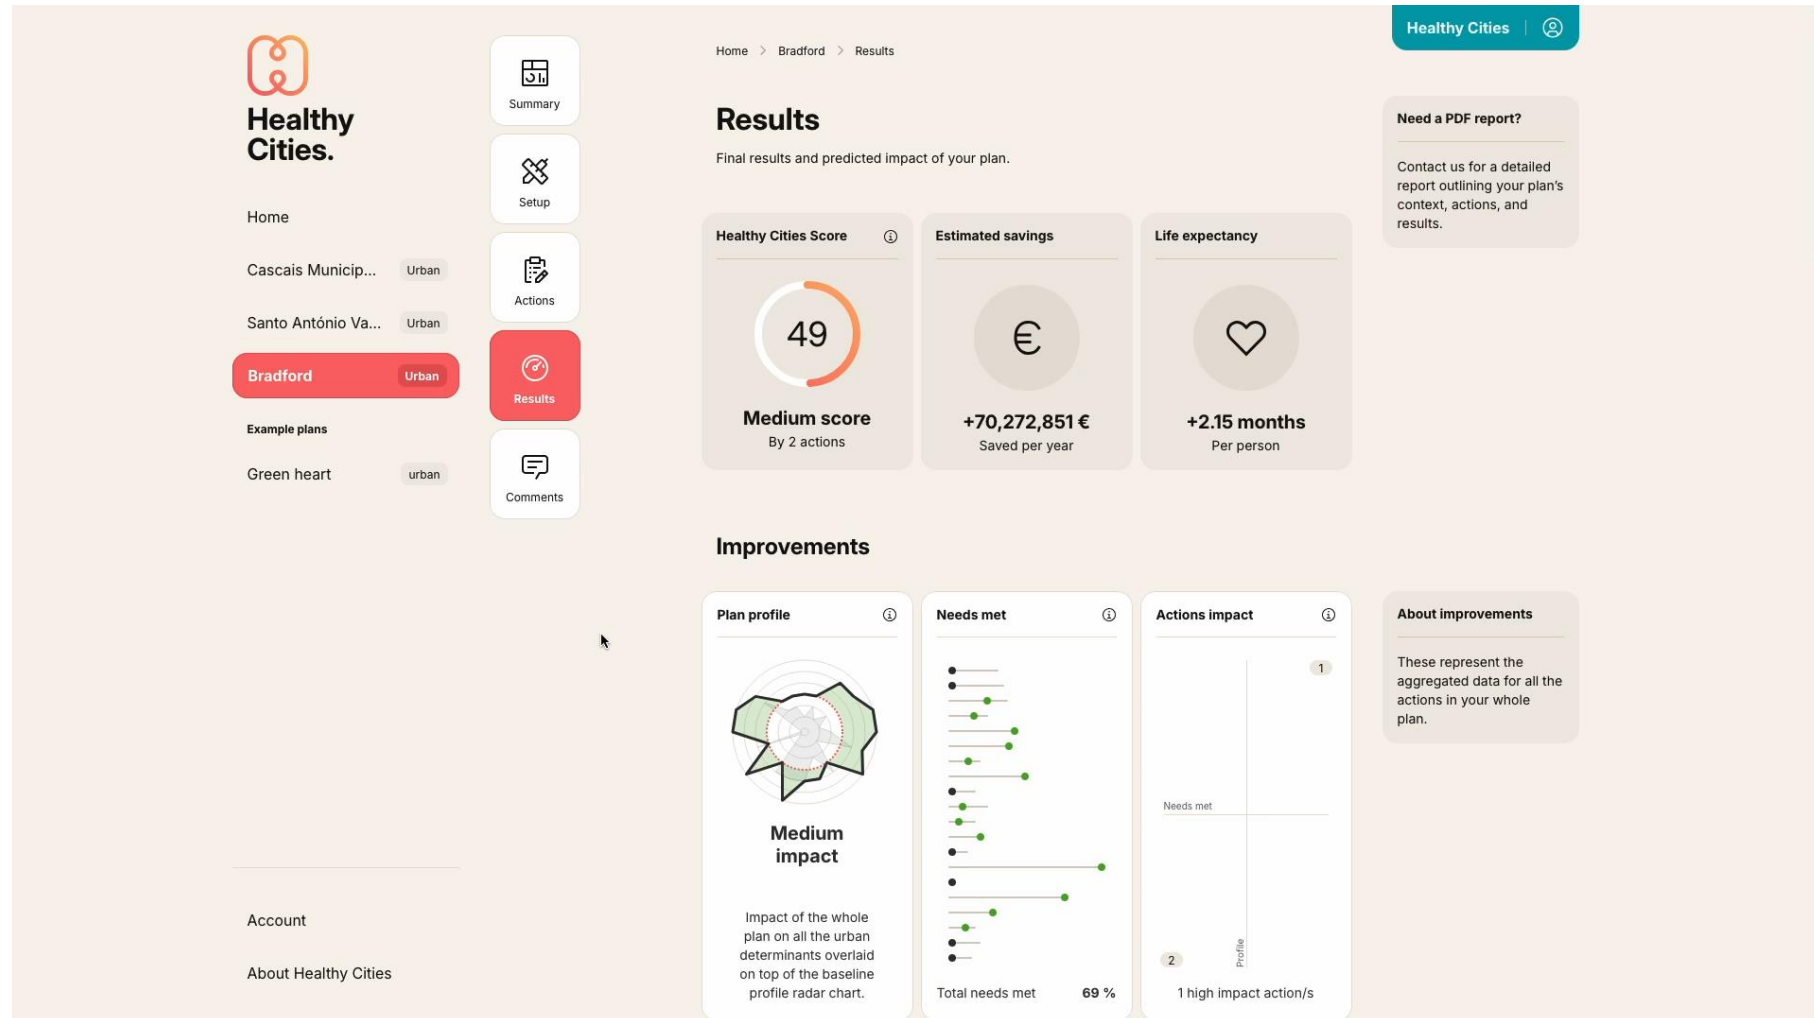 Healthy
Cities.
Home
Cascais Municip...
Urban
Santo António Va...
Urban
Bradford
Urban
Example plans
Green heart
urban
Account
About Healthy Cities
Summary
Setup
Actions
Results
Comments
Home > Bradford > Results
Healthy Cities
Results
Final results and predicted impact of your plan.
Healthy Cities Score
49
Medium score
By 2 actions
Estimated savings
€
+70,272,851 €
Saved per year
Life expectancy
+2.15 months
Per person
Need a PDF report?
Contact us for a detailed
report outlining your plan's
context, actions, and
results.
Improvements
Plan profile
Medium
impact
Impact of the whole
plan on all the urban
determinants overlaid
on top of the baseline
profile radar chart.
Needs met
Total needs met
69 %
Actions impact
1
Needs met
Profile
2
1 high impact action/s
About improvements
These represent the
aggregated data for all the
actions in your whole
plan.